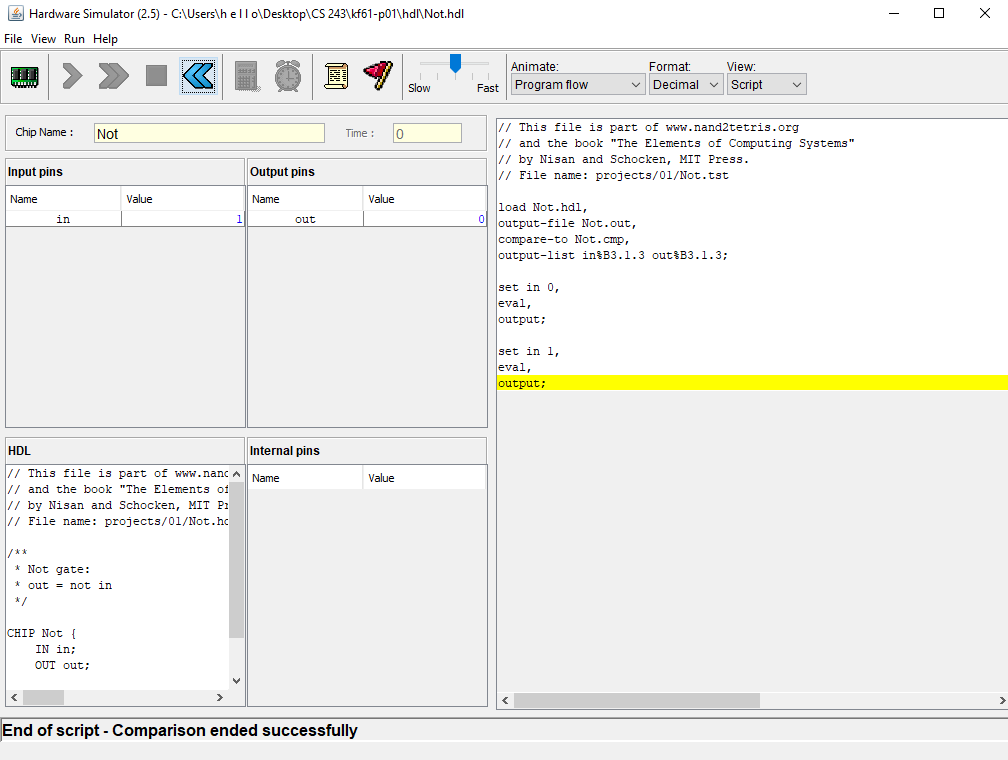 Hardware Simulator (2.5) - C:\Users\h e l l o\Desktop\CS 243\kf61-p01\hdl\Not.hdl
File View Run Help
Slow Fast
Animate: Format: View:
Program flow Decimal Script
Chip Name : Not Time : 0
Input pins
Name Value
in 1
Output pins
Name Value
out 0
HDL
// This file is part of www.nand
// and the book "The Elements of
// by Nisan and Schocken, MIT Pr
// File name: projects/01/Not.hd
/**
* Not gate:
* out = not in
*/
CHIP Not {
IN in;
OUT out;
Internal pins
Name Value
// This file is part of www.nand2tetris.org
// and the book "The Elements of Computing Systems"
// by Nisan and Schocken, MIT Press.
// File name: projects/01/Not.tst
load Not.hdl,
output-file Not.out,
compare-to Not.cmp,
output-list in%B3.1.3 out%B3.1.3;
set in 0,
eval,
output;
set in 1,
eval,
output;
End of script - Comparison ended successfully